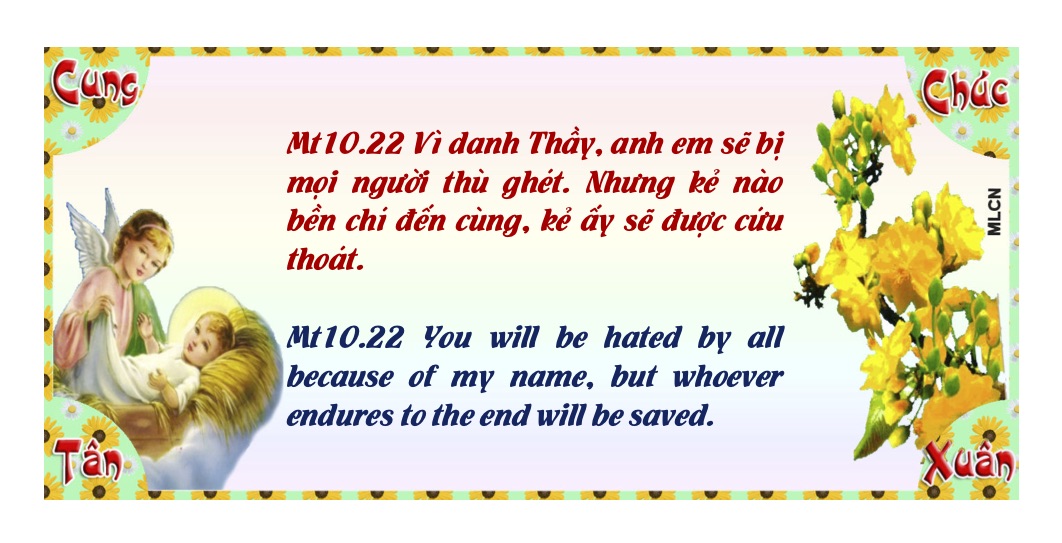 Cung
Chúc
Mt10.22 Vì danh Thầy, anh em sẽ bị
mọi người thù ghét. Nhưng kẻ nào
bền chí đến cùng, kẻ ấy sẽ được cứu
thoát.
MLCN
Mt10.22 You will be hated by all
because of my name, but whoever
endures to the end will be saved.
Tân
Xuân